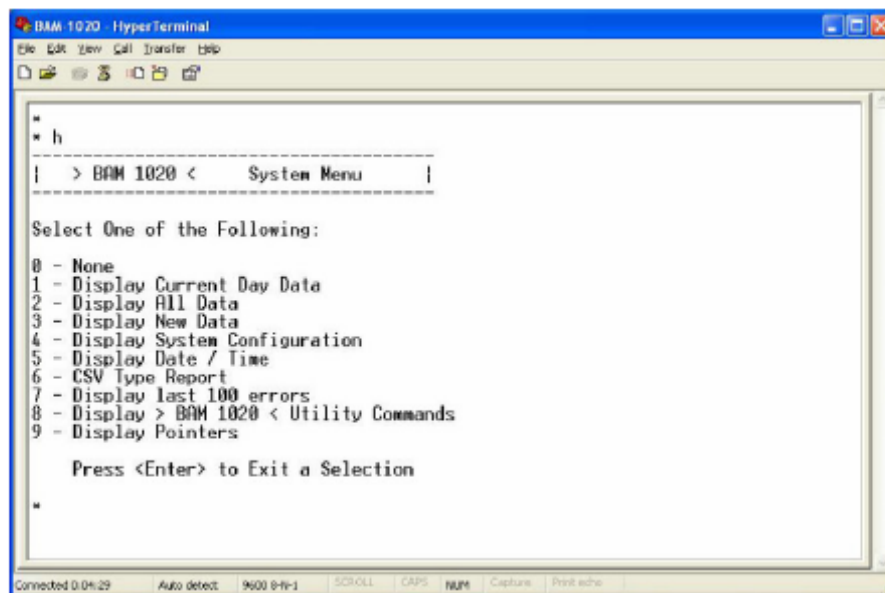 BAM-1020 - HyperTerminal
File Edit View Call Transfer Help
*
* h
----------------------------------------
| > BAM 1020 < System Menu |
----------------------------------------
Select One of the Following:
0 - None
1 - Display Current Day Data
2 - Display All Data
3 - Display New Data
4 - Display System Configuration
5 - Display Date / Time
6 - CSV Type Report
7 - Display last 100 errors
8 - Display > BAM 1020 < Utility Commands
9 - Display Pointers
Press <Enter> to Exit a Selection
*
Connected 0:04:29 Auto detect 9600 8-N-1 SCROLL CAPS NUM Capture Print echo